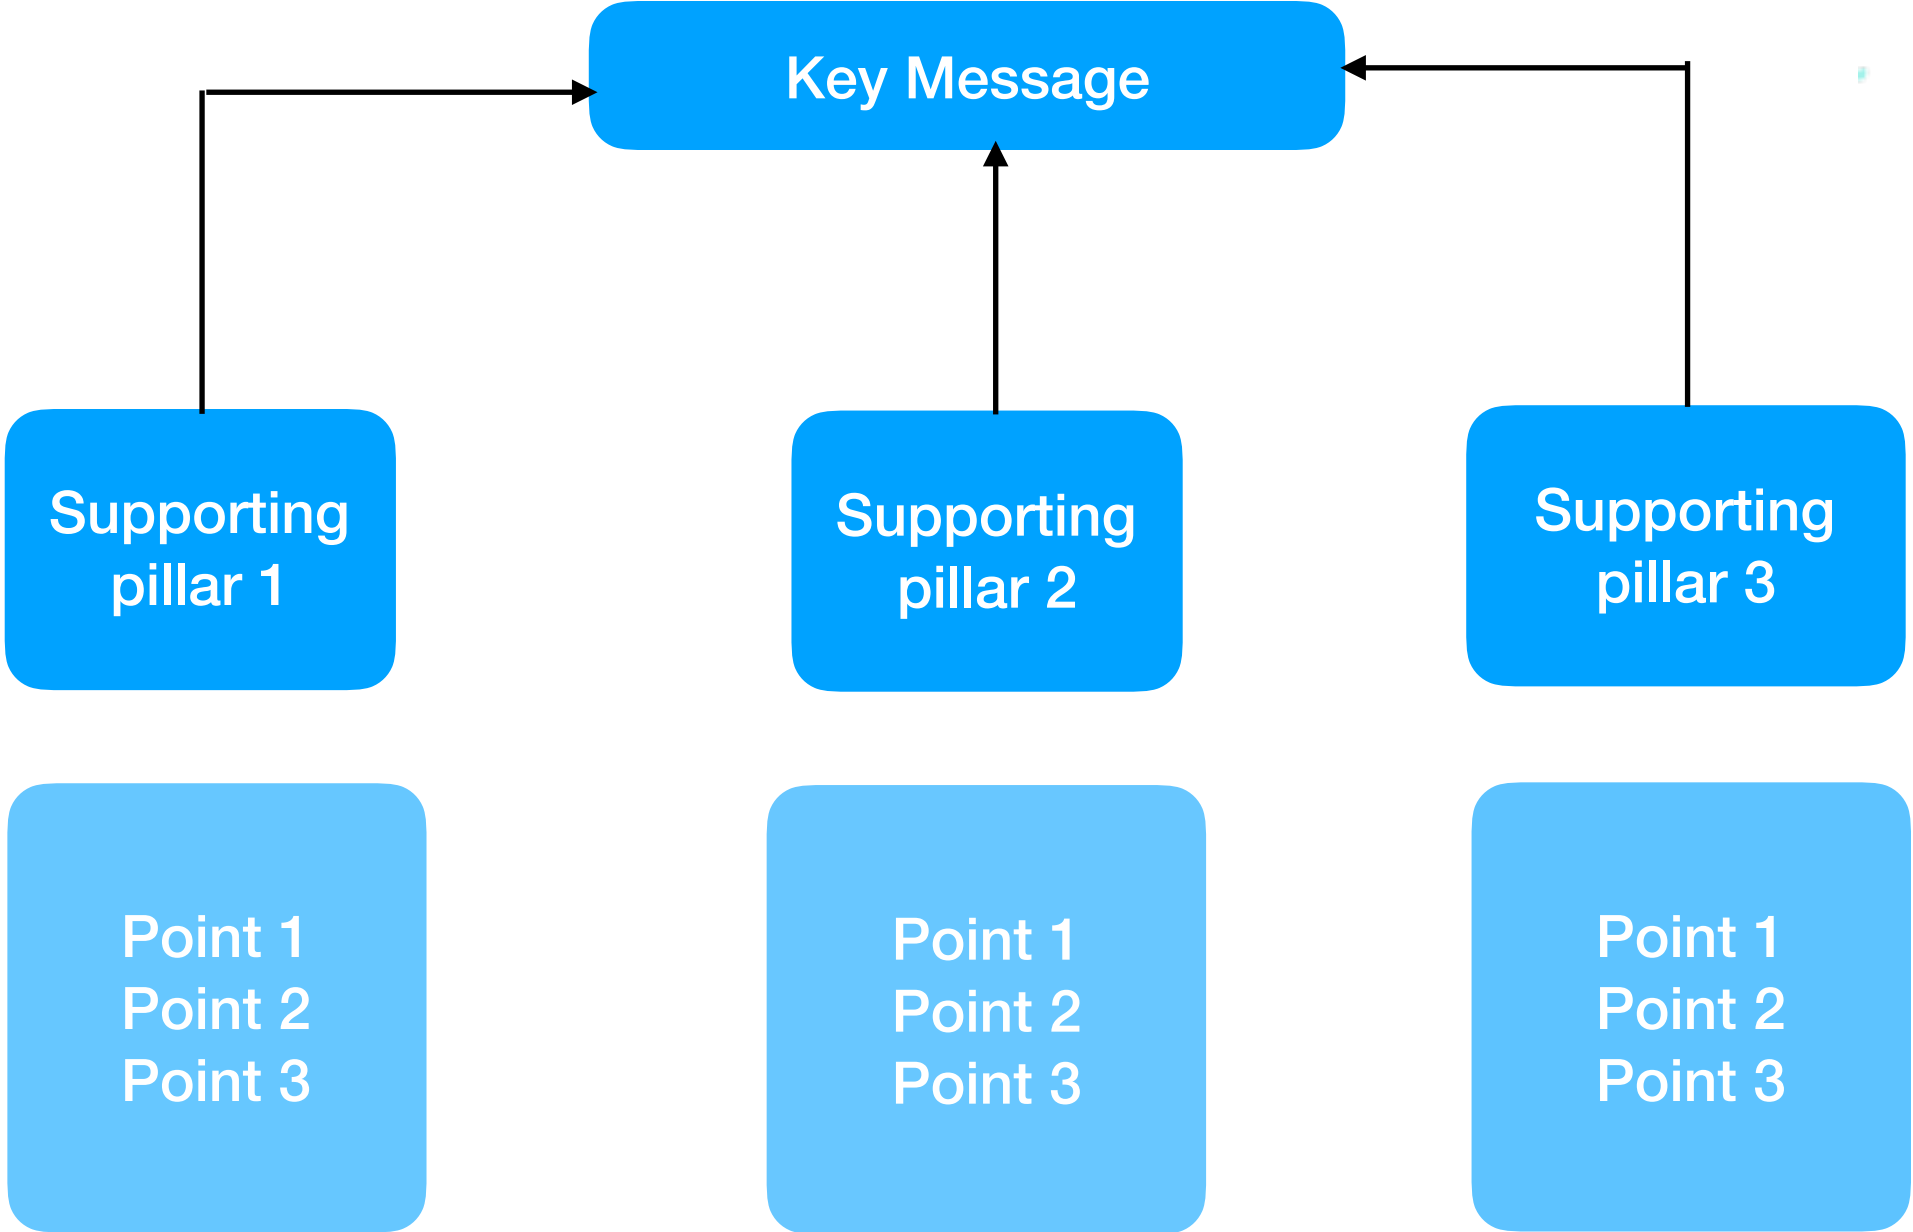 Key Message
Supporting
pillar 1
Supporting
pillar 2
Supporting
pillar 3
Point 1
Point 2
Point 3
Point 1
Point 2
Point 3
Point 1
Point 2
Point 3